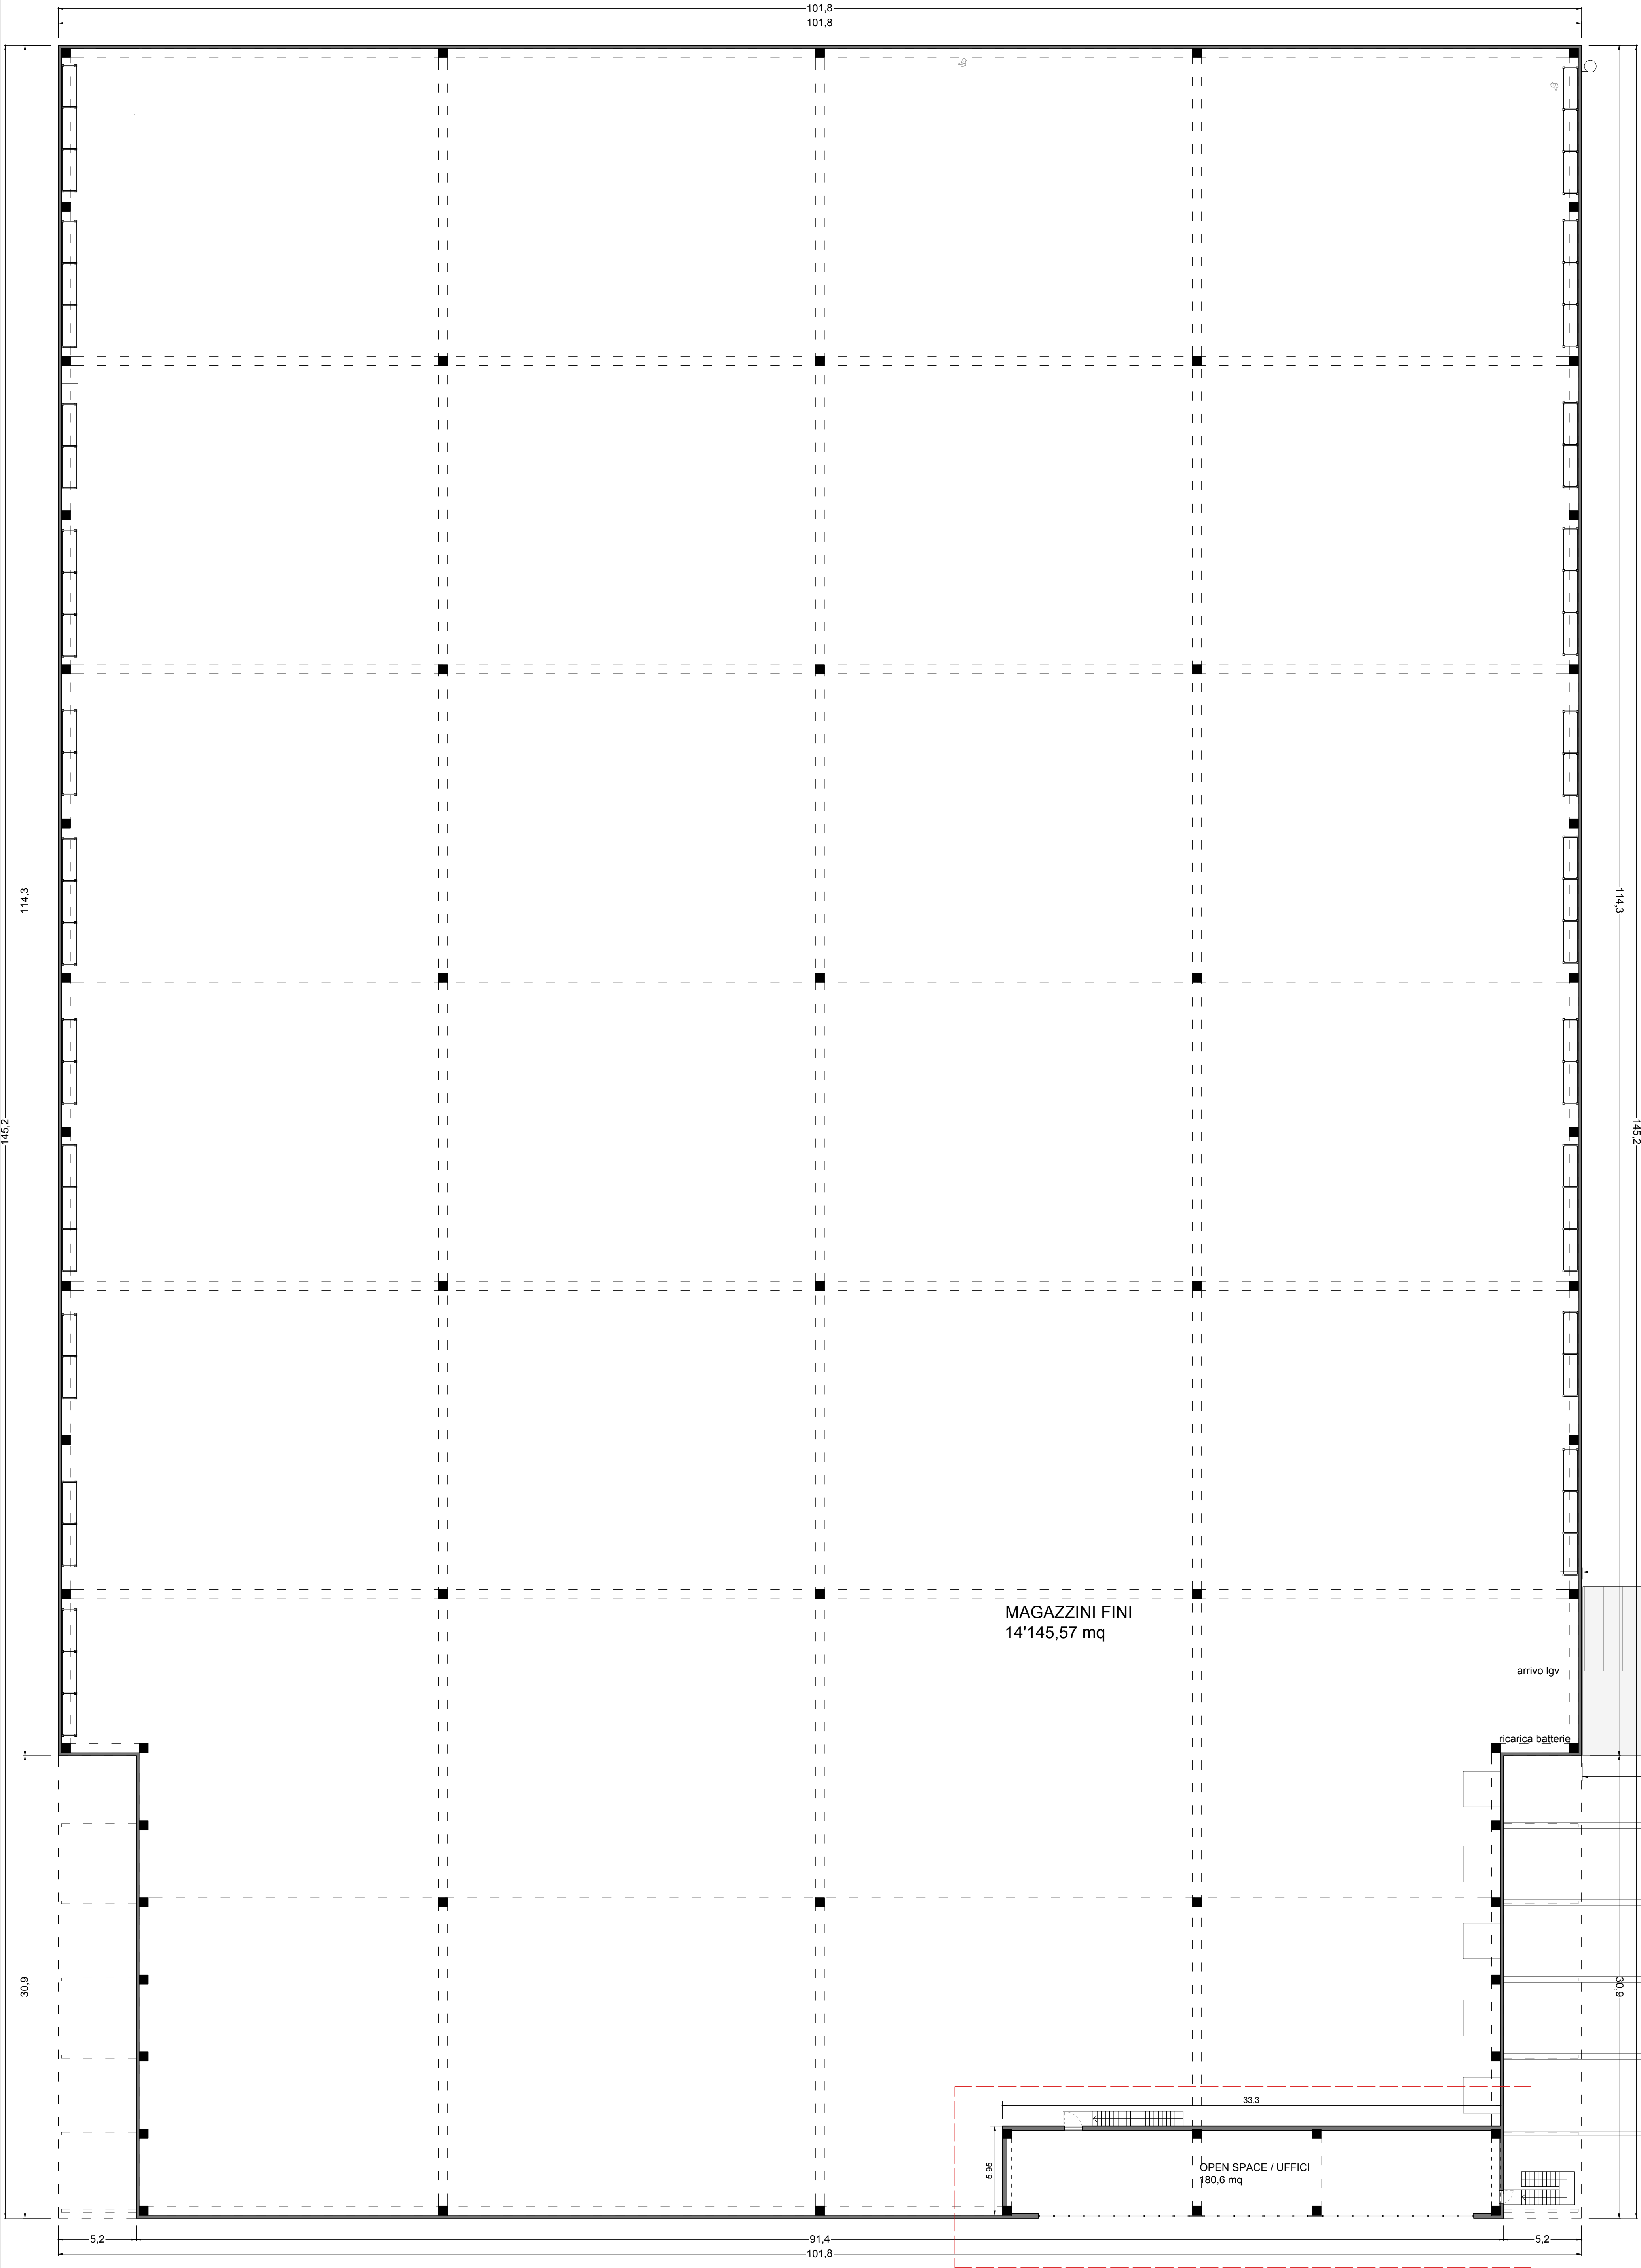 101,8
101,8
114,3
114,3
145,2
145,2
MAGAZZINI FINI
14'145,57 mq
arrivo lgv
ricarica batterie
30,9
30,9
33,3
5,95
OPEN SPACE / UFFICI
180,6 mq
5,2
91,4
5,2
101,8